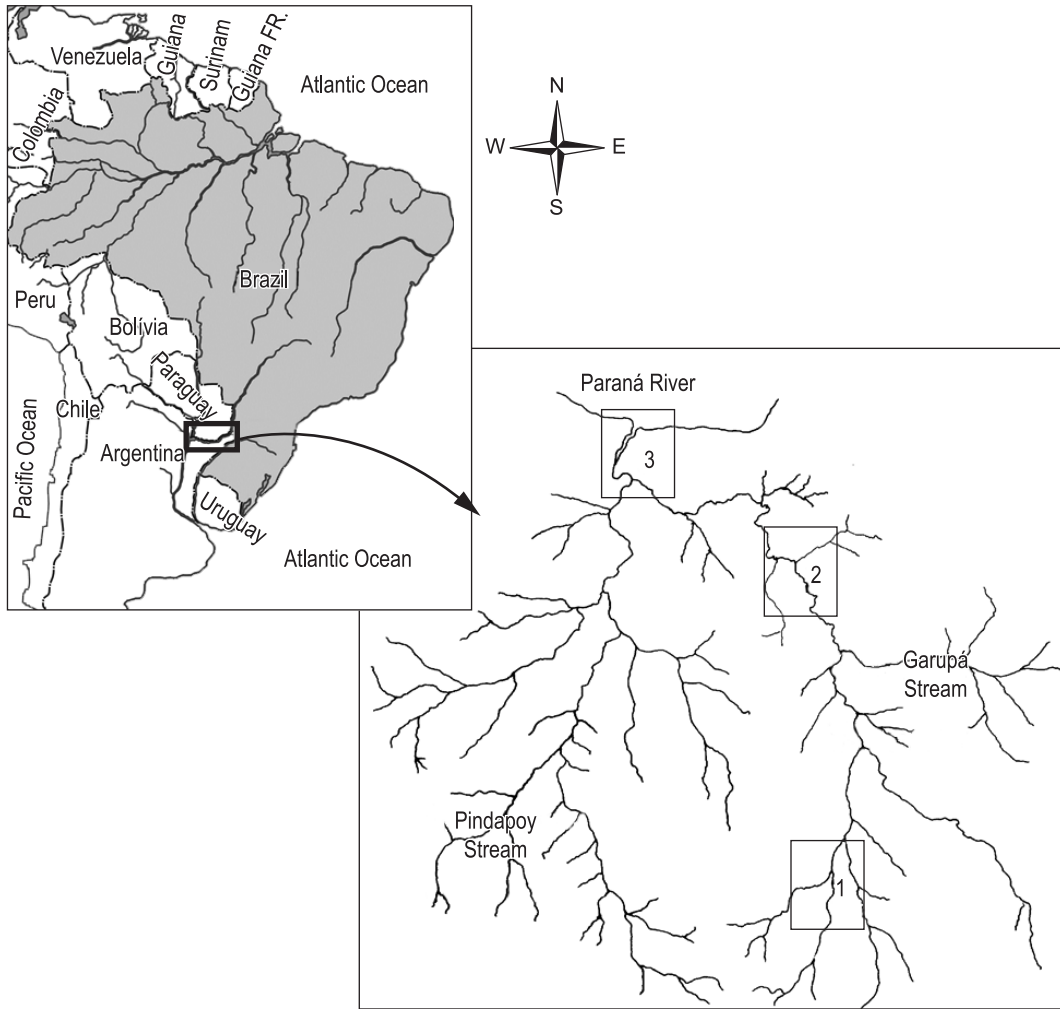 Venezuela
Guiana
Surinam
Guiana FR.
Atlantic Ocean
Colombia
Peru
Brazil
Bolívia
Paraguay
Chile
Pacific Ocean
Argentina
Uruguay
Atlantic Ocean
N
W
E
S
Paraná River
3
2
Garupá
Stream
Pindapoy
Stream
1